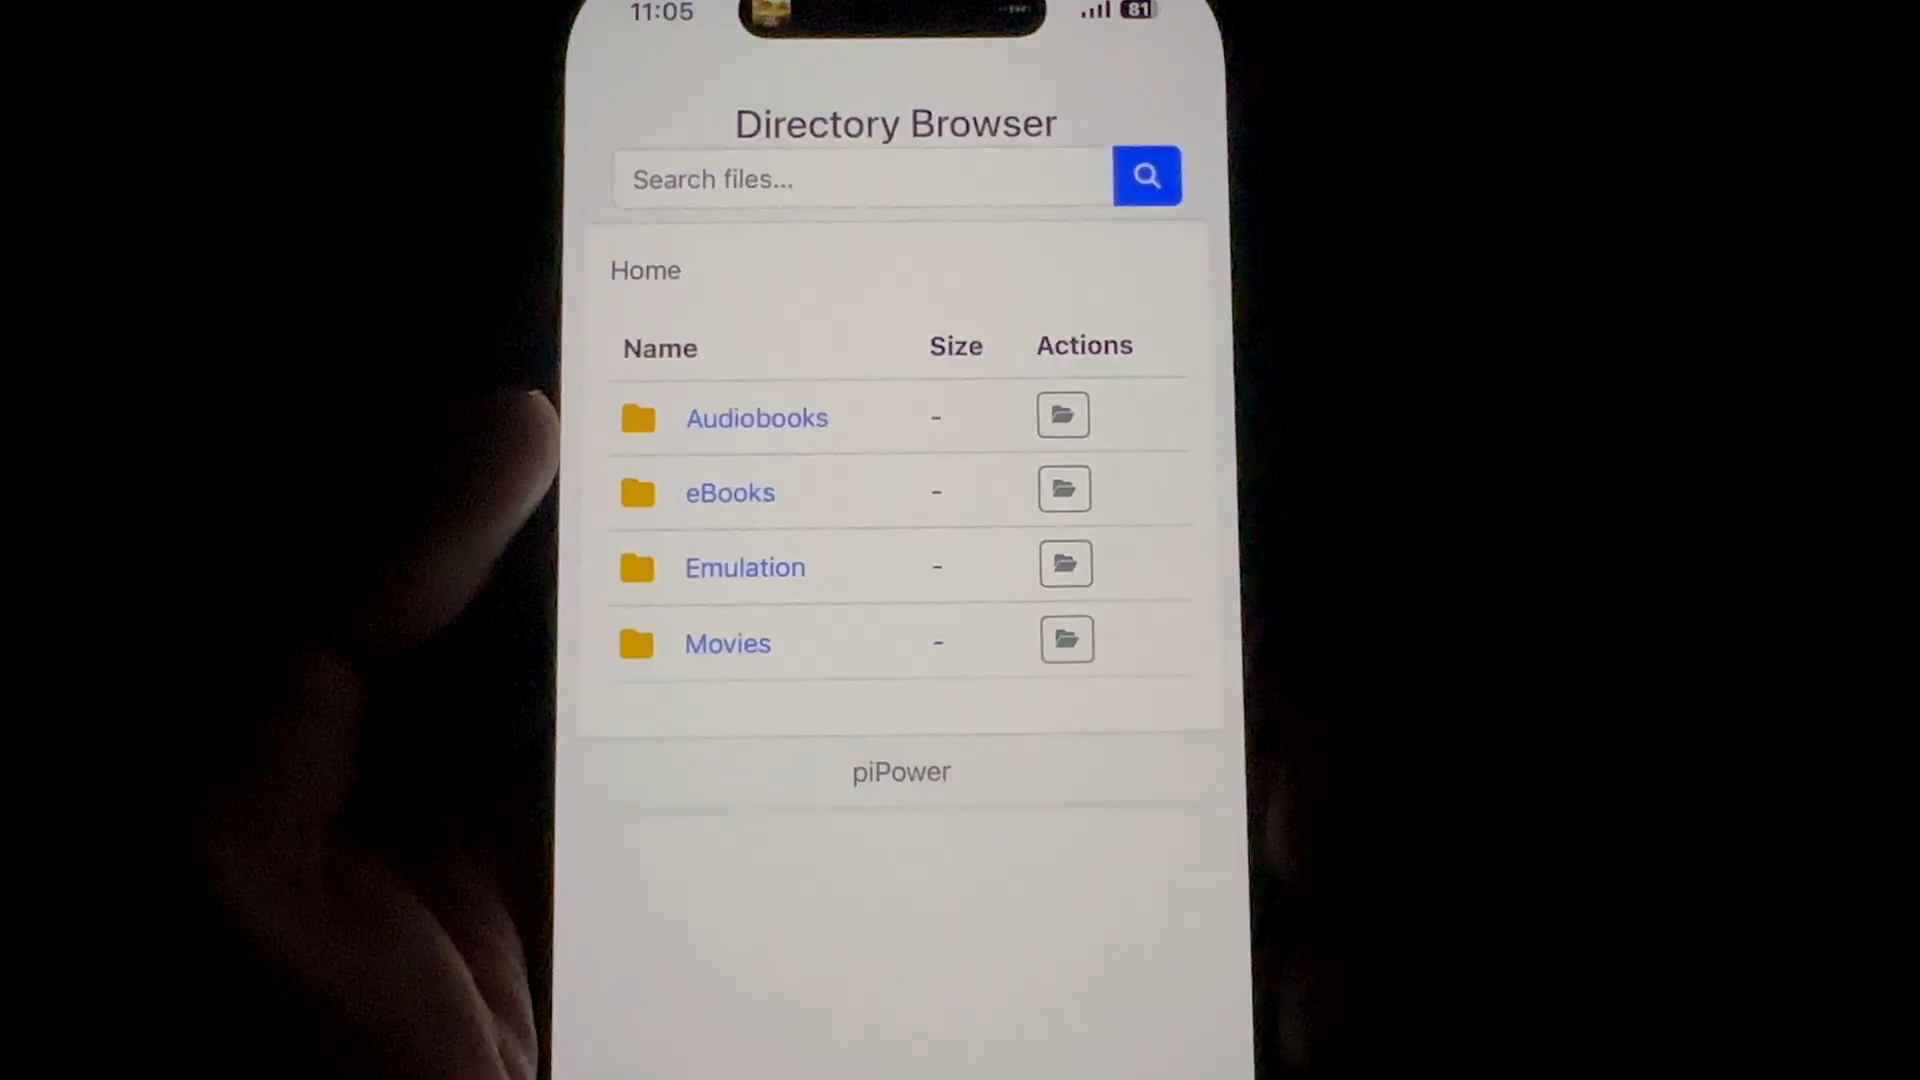 11:05
81
Directory Browser
Search files...
Home
Name Size Actions
Audiobooks -
eBooks -
Emulation -
Movies -
piPower